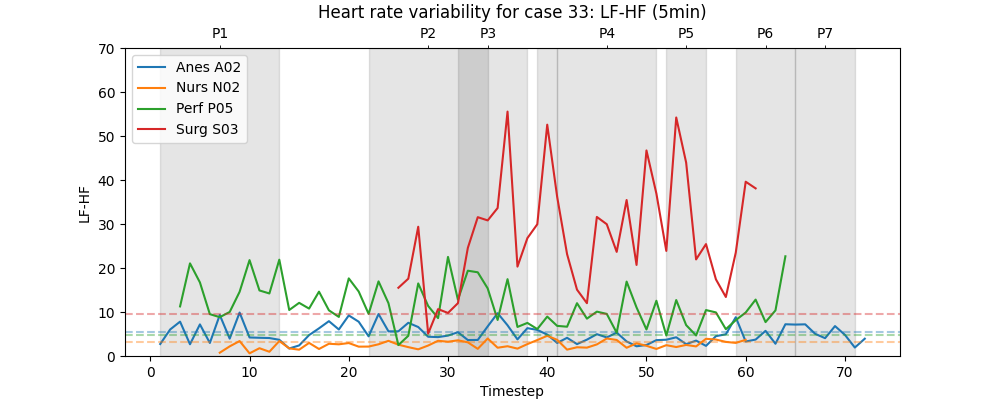 Heart rate variability for case 33: LF-HF (5min)
P1 P2 P3 P4 P5 P6 P7
70
60
50
40
30
20
10
0
LF-HF
Anes A02
Nurs N02
Perf P05
Surg S03
0 10 20 30 40 50 60 70
Timestep